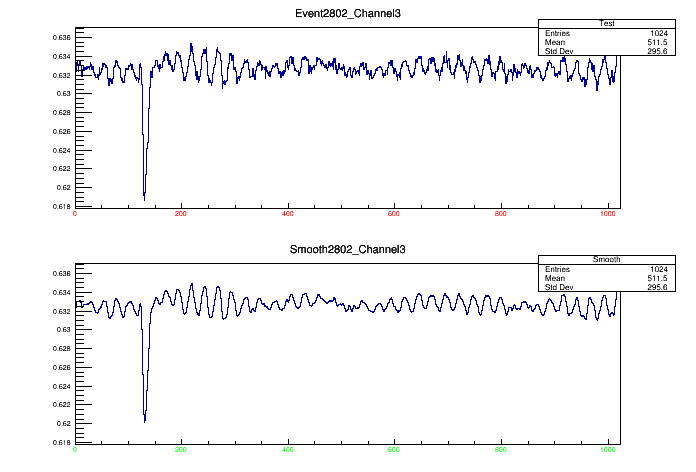 Event2802_Channel3
Test
Entries 1024
Mean 511.5
Std Dev 295.6
0.636
0.634
0.632
0.63
0.628
0.626
0.624
0.622
0.62
0.618
0 200 400 600 800 1000
Smooth2802_Channel3
Smooth
Entries 1024
Mean 511.5
Std Dev 295.6
0.636
0.634
0.632
0.63
0.628
0.626
0.624
0.622
0.62
0.618
0 200 400 600 800 1000